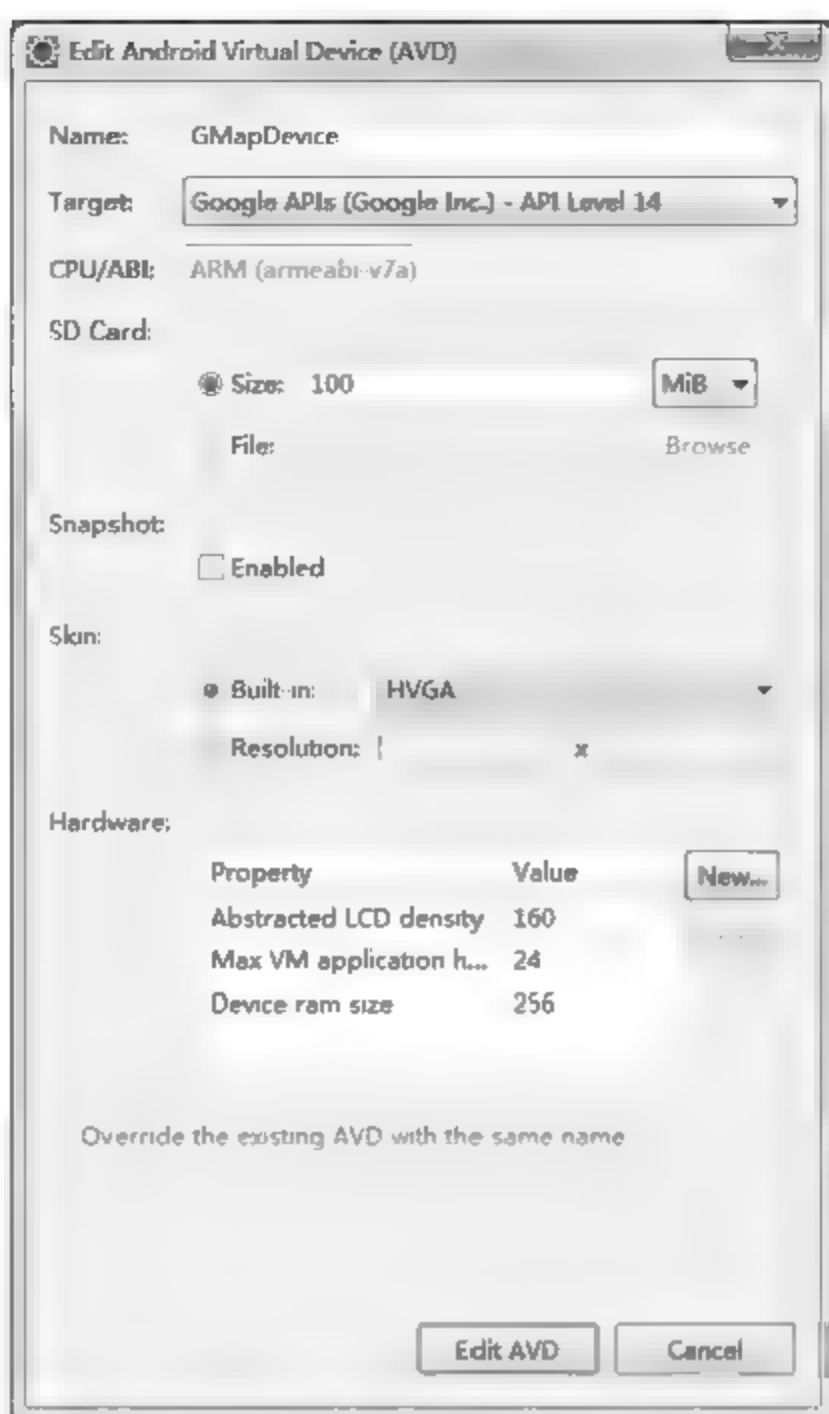 Edit Android Virtual Device (AVD)
Name: GMapDevice
Target: Google APIs (Google Inc.) - API Level 14
CPU/ABI: ARM (armeabi-v7a)
SD Card:
Size: 100 MiB
File: Browse
Snapshot:
Enabled
Skin:
Built-in: HVGA
Resolution: x
Hardware:
Property Value New...
Abstracted LCD density 160
Max VM application h... 24
Device ram size 256
Override the existing AVD with the same name
Edit AVD Cancel